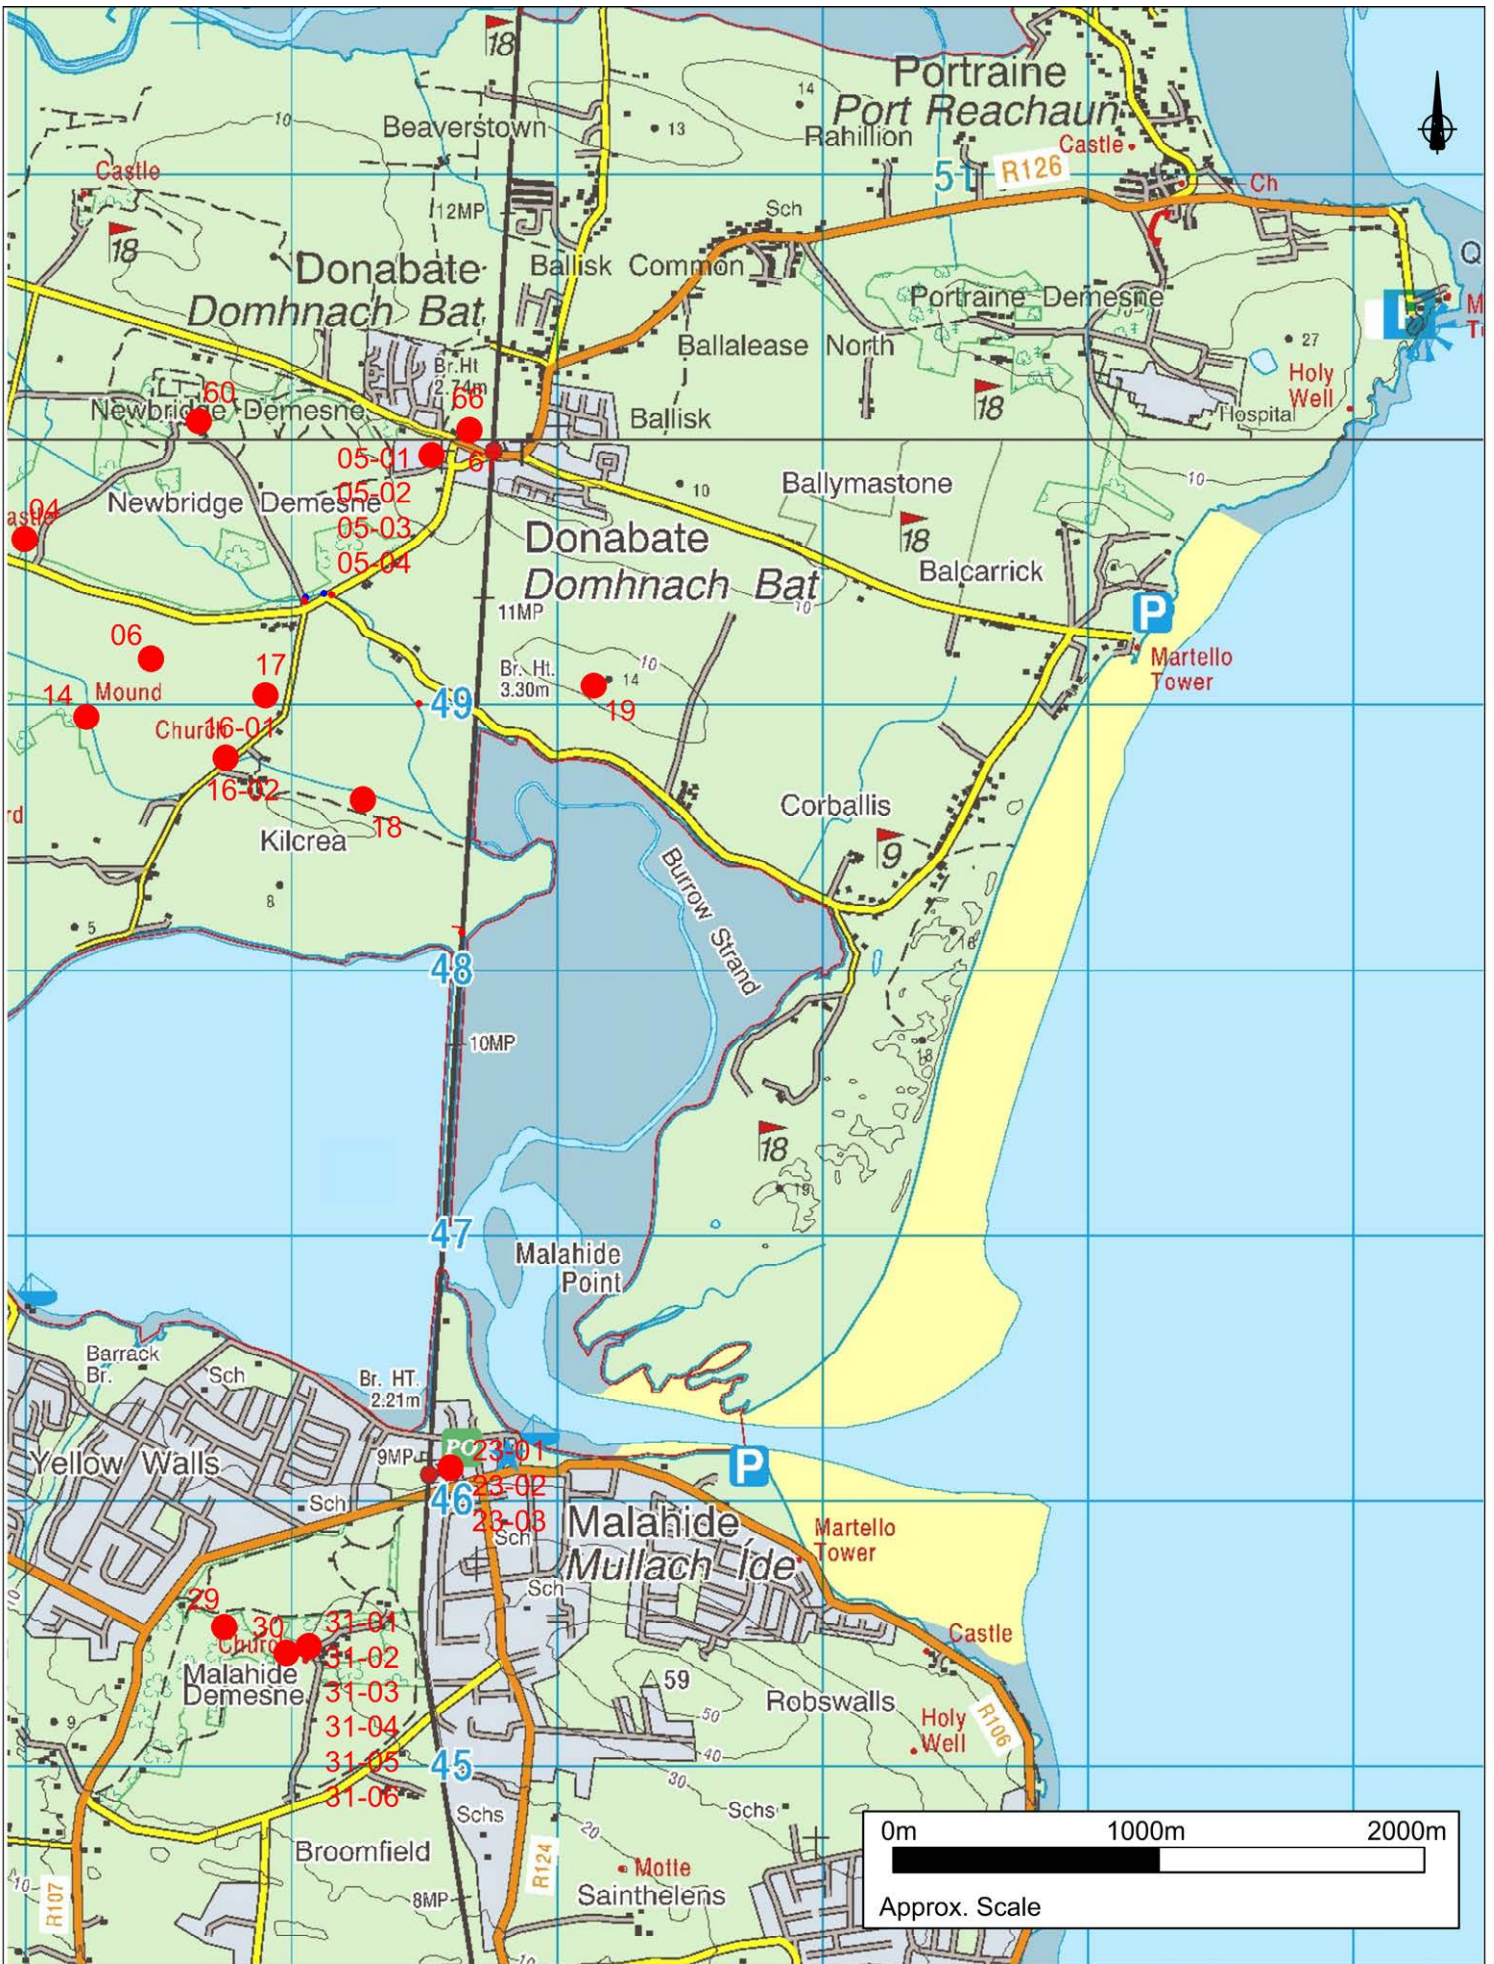 18
Portraine
Port Reachaun
14
13
10
Beaverstown
Rahillion
Castle
Castle
51
R126
Ch
12MP
Sch
18
Donabate
Domhnach Bat
Ballisk Common
Q
Portraine Demesne
M
Ballalease North
27
Br.Ht
2.74m
Holy
Well
18
60
66
Newbridge Demesne
Ballisk
Hospital
05-01
6
05-02
05-03
05-04
Newbridge Demesne
04
10
Ballymastone
10
18
Donabate
Domhnach Bat
10
Balcarrick
P
11MP
06
Martello
Tower
17
Br. Ht.
3.30m
10
14
14
Mound
49
19
Church
16-01
16-02
18
Corballis
rd
Kilcrea
9
Burrow Strand
8
5
16
48
10MP
18
18
19
47
Malahide
Point
Barrack
Br.
Sch
Br. HT.
2.21m
Yellow Walls
9MP
PO
23-01
23-02
23-03
P
46
Sch
Sch
Malahide
Mullach Íde
Martello
Tower
Sch
29
30
31-01
31-02
31-03
31-04
31-05
31-06
Castle
Malahide
Demesne
59
Robswalls
50
R106
9
Holy
Well
40
45
30
Schs
Schs
20
Broomfield
0m 1000m 2000m
Approx. Scale
R124
Motte
Sainthelens
10
R107
8MP
10